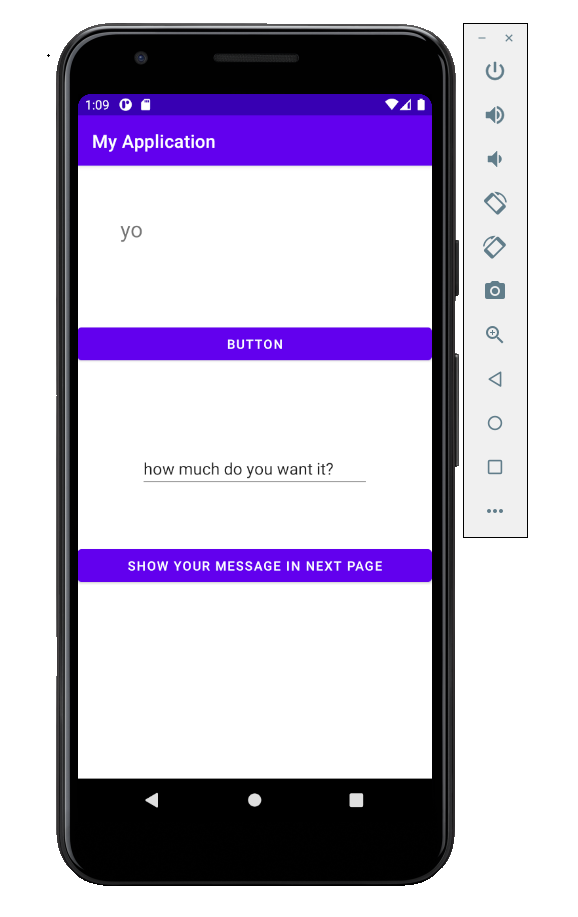 1:09
My Application
yo
BUTTON
how much do you want it?
SHOW YOUR MESSAGE IN NEXT PAGE